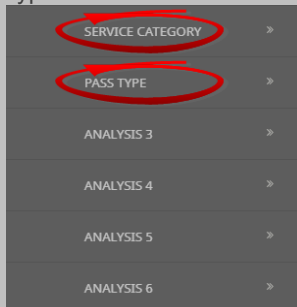 SERVICE CATEGORY »
PASS TYPE »
ANALYSIS 3 »
ANALYSIS 4 »
ANALYSIS 5 »
ANALYSIS 6 »